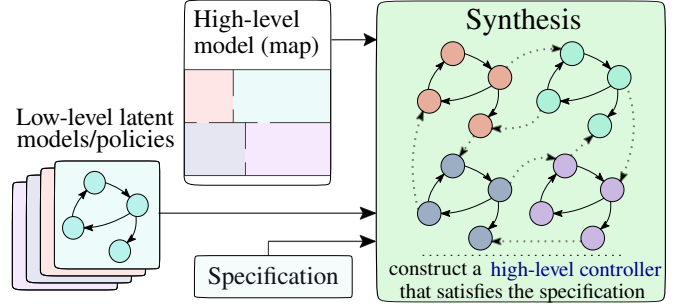 High-level
model (map)
Synthesis
Low-level latent
models/policies
Specification
construct a high-level controller
that satisfies the specification